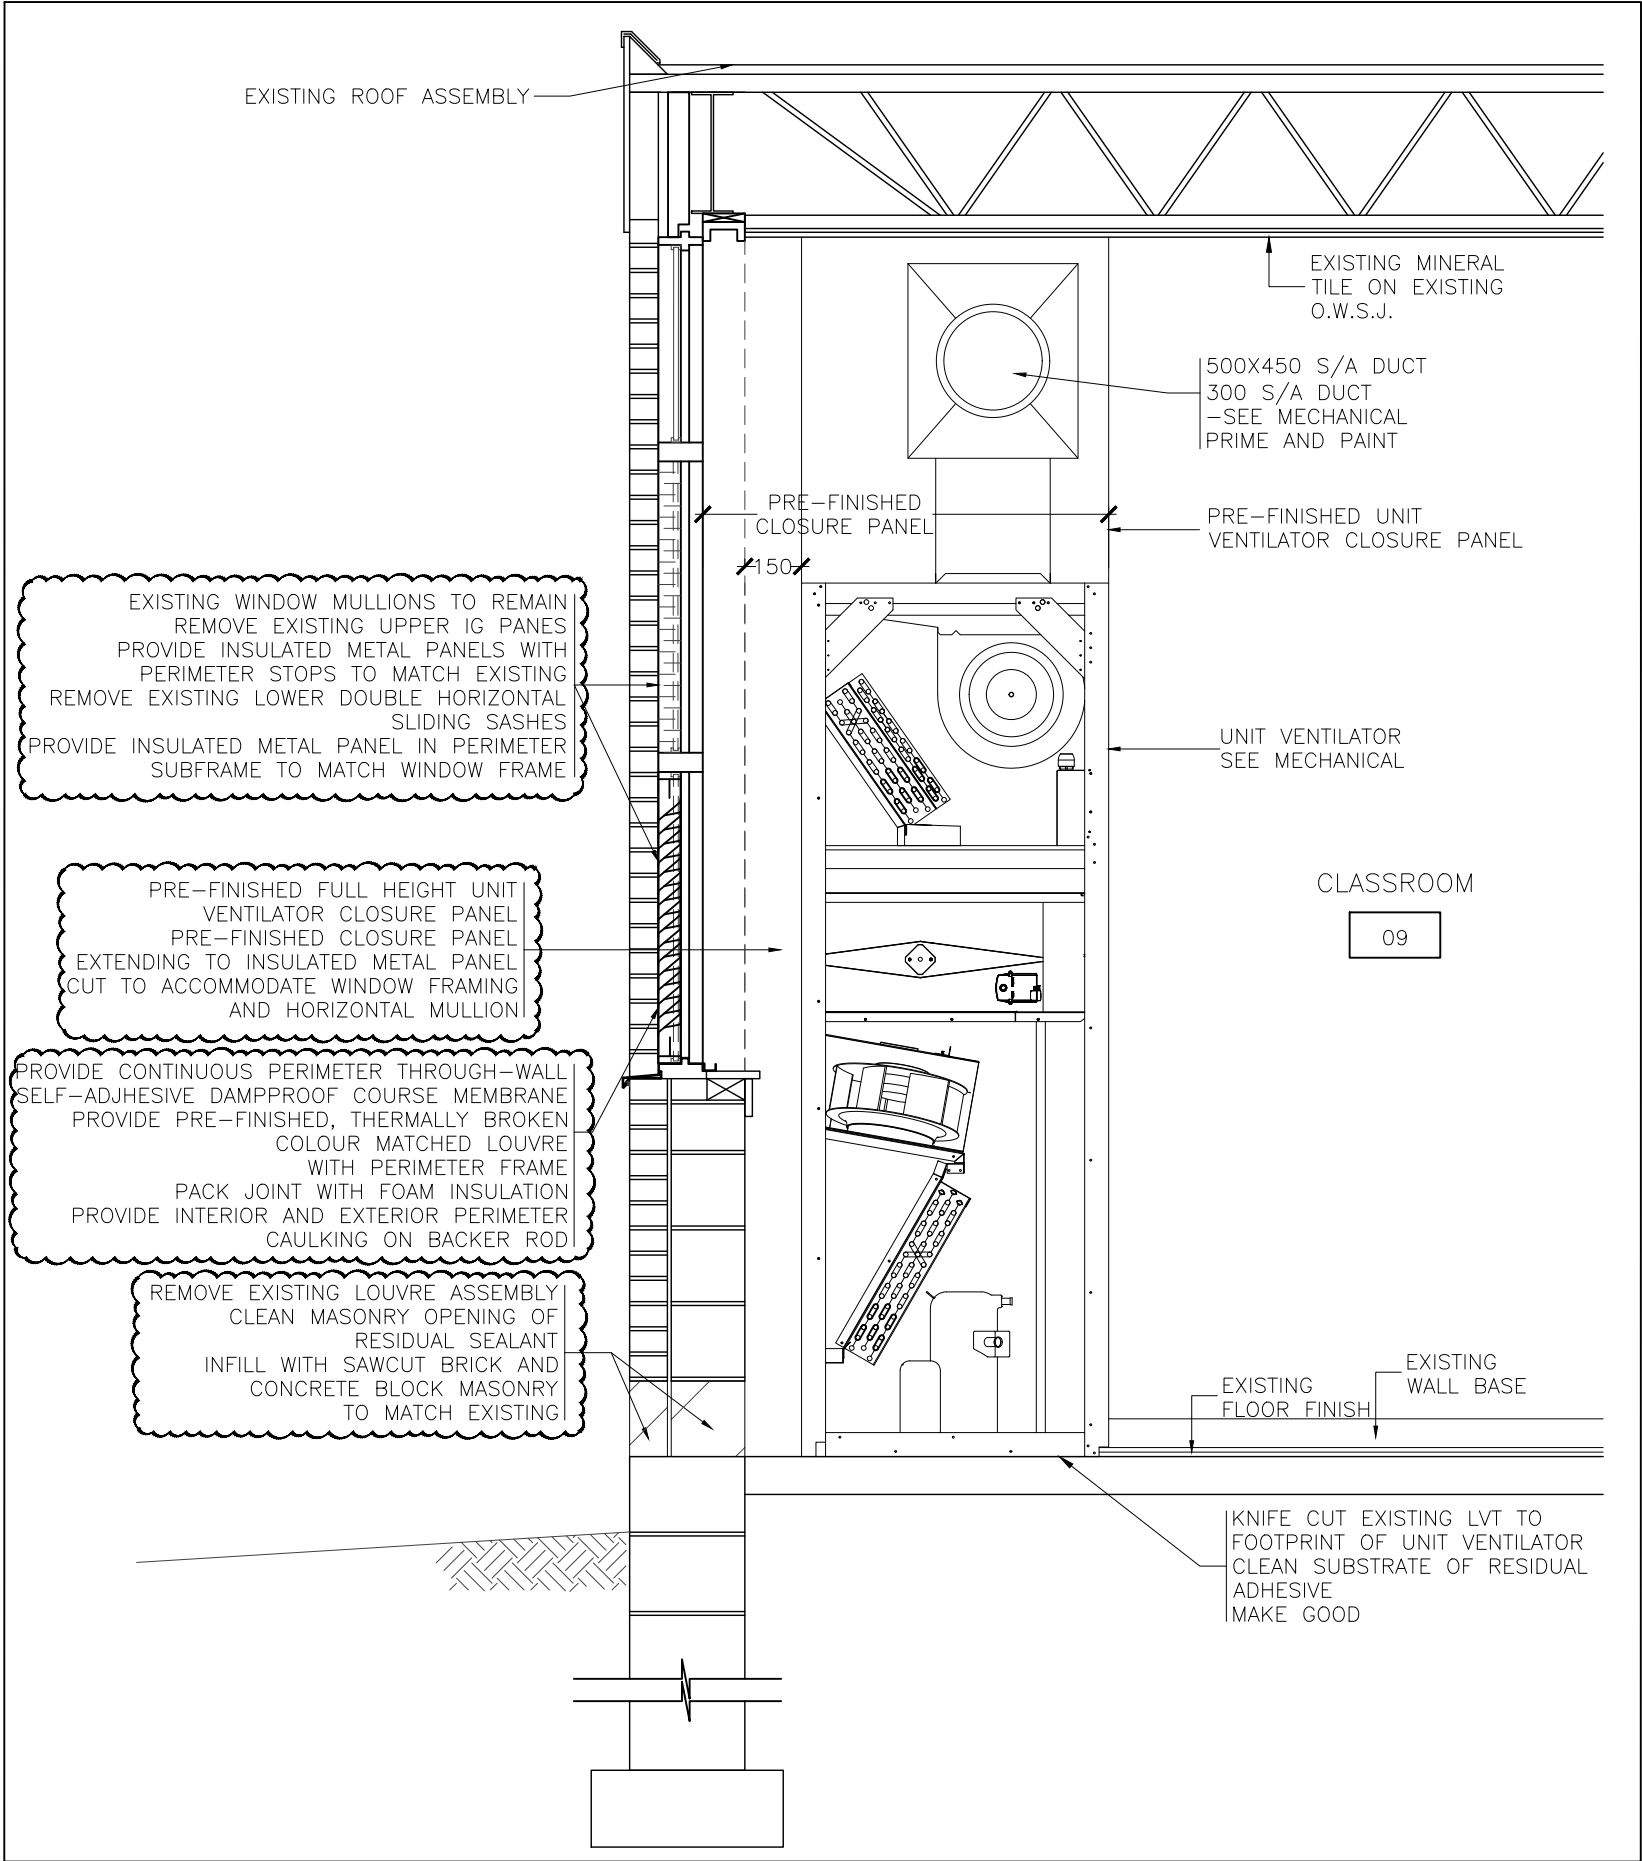 EXISTING ROOF ASSEMBLY
EXISTING MINERAL
TILE ON EXISTING
O.W.S.J.
500X450 S/A DUCT
300 S/A DUCT
-SEE MECHANICAL
PRIME AND PAINT
PRE-FINISHED
CLOSURE PANEL
PRE-FINISHED UNIT
VENTILATOR CLOSURE PANEL
150
EXISTING WINDOW MULLIONS TO REMAIN
REMOVE EXISTING UPPER IG PANES
PROVIDE INSULATED METAL PANELS WITH
PERIMETER STOPS TO MATCH EXISTING
REMOVE EXISTING LOWER DOUBLE HORIZONTAL
SLIDING SASHES
PROVIDE INSULATED METAL PANEL IN PERIMETER
SUBFRAME TO MATCH WINDOW FRAME
UNIT VENTILATOR
SEE MECHANICAL
PRE-FINISHED FULL HEIGHT UNIT
VENTILATOR CLOSURE PANEL
PRE-FINISHED CLOSURE PANEL
EXTENDING TO INSULATED METAL PANEL
CUT TO ACCOMMODATE WINDOW FRAMING
AND HORIZONTAL MULLION
CLASSROOM
09
PROVIDE CONTINUOUS PERIMETER THROUGH-WALL
SELF-ADJHESIVE DAMPPROOF COURSE MEMBRANE
PROVIDE PRE-FINISHED, THERMALLY BROKEN
COLOUR MATCHED LOUVRE
WITH PERIMETER FRAME
PACK JOINT WITH FOAM INSULATION
PROVIDE INTERIOR AND EXTERIOR PERIMETER
CAULKING ON BACKER ROD
REMOVE EXISTING LOUVRE ASSEMBLY
CLEAN MASONRY OPENING OF
RESIDUAL SEALANT
INFILL WITH SAWCUT BRICK AND
CONCRETE BLOCK MASONRY
TO MATCH EXISTING
EXISTING
FLOOR FINISH
EXISTING
WALL BASE
KNIFE CUT EXISTING LVT TO
FOOTPRINT OF UNIT VENTILATOR
CLEAN SUBSTRATE OF RESIDUAL
ADHESIVE
MAKE GOOD